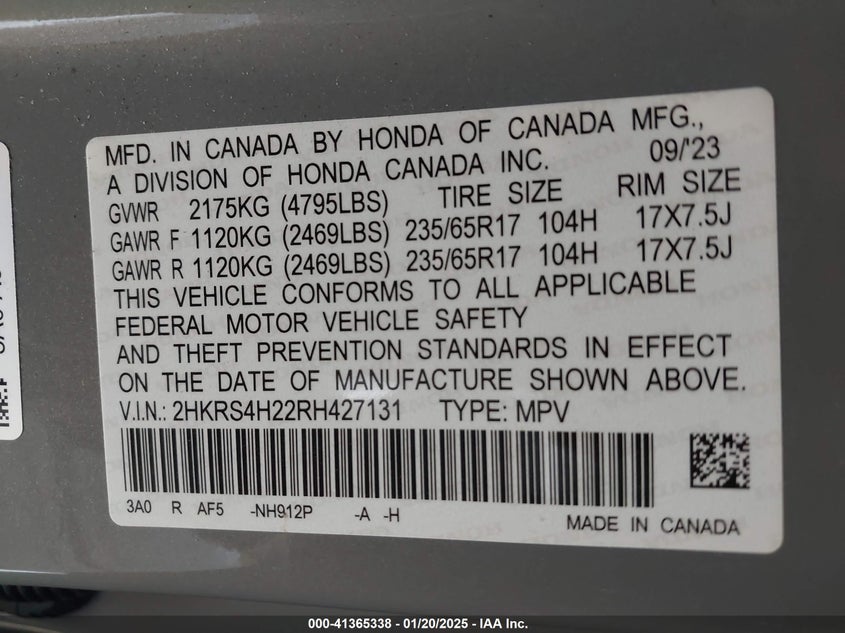 MFD. IN CANADA BY HONDA OF CANADA MFG.,
A DIVISION OF HONDA CANADA INC. 09/'23
GVWR 2175KG (4795LBS) TIRE SIZE RIM SIZE
GAWR F 1120KG (2469LBS) 235/65R17 104H 17X7.5J
GAWR R 1120KG (2469LBS) 235/65R17 104H 17X7.5J
THIS VEHICLE CONFORMS TO ALL APPLICABLE
FEDERAL MOTOR VEHICLE SAFETY
AND THEFT PREVENTION STANDARDS IN EFFECT
ON THE DATE OF MANUFACTURE SHOWN ABOVE.
V.I.N.: 2HKRS4H22RH427131 TYPE: MPV
3A0 R AF5 -NH912P -A -H
MADE IN CANADA
000-41365338 - 01/20/2025 - IAA Inc.